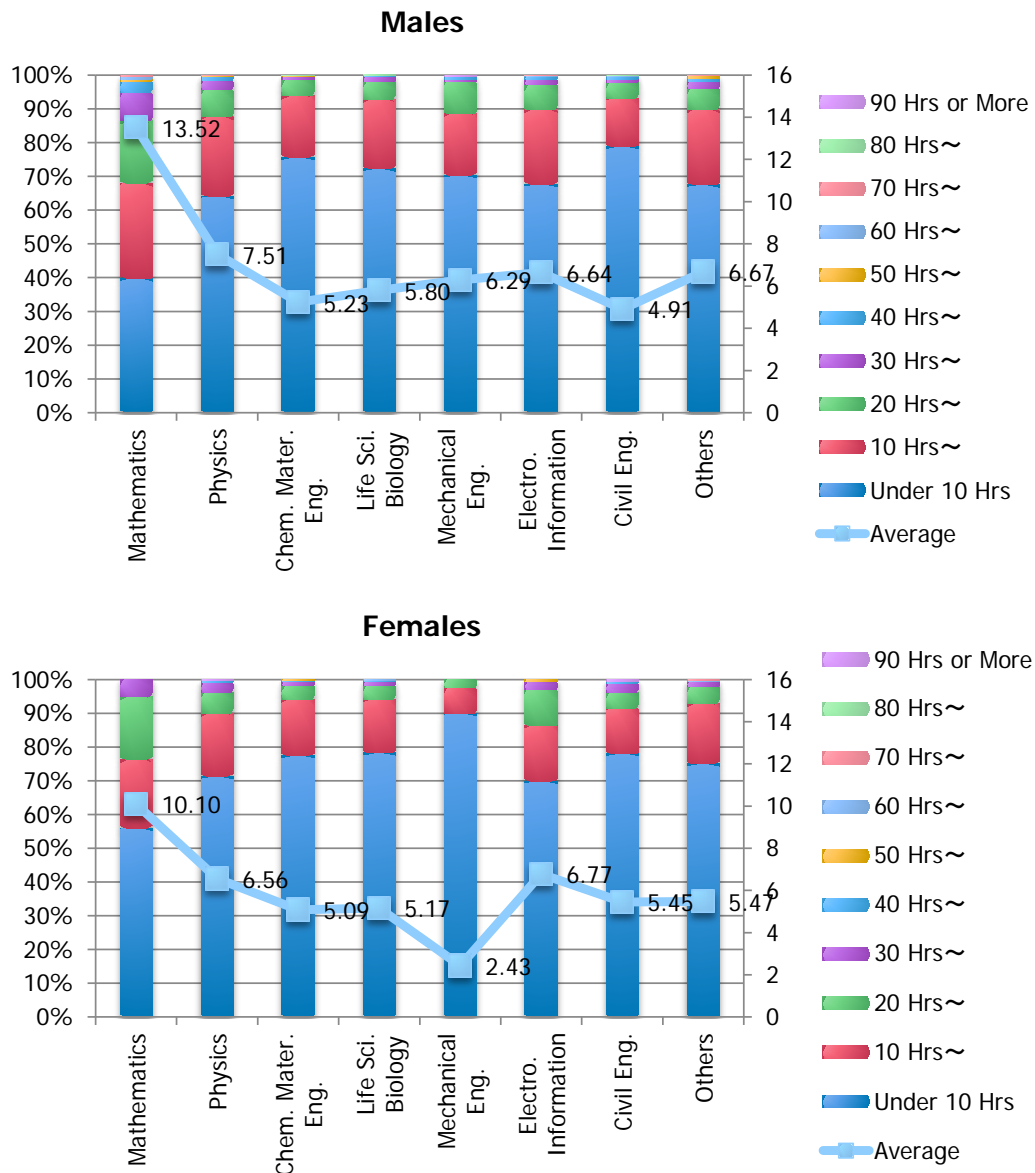 Males
100%
90%
80%
70%
60%
50%
40%
30%
20%
10%
0%
16
14
12
10
8
6
4
2
0
13.52
7.51
5.23
5.80
6.29
6.64
4.91
6.67
Mathematics
Physics
Chem. Mater.
Eng.
Life Sci.
Biology
Mechanical
Eng.
Electro.
Information
Civil Eng.
Others
90 Hrs or More
80 Hrs～
70 Hrs～
60 Hrs～
50 Hrs～
40 Hrs～
30 Hrs～
20 Hrs～
10 Hrs～
Under 10 Hrs
Average
Females
100%
90%
80%
70%
60%
50%
40%
30%
20%
10%
0%
16
14
12
10
8
6
4
2
0
10.10
6.56
5.09
5.17
2.43
6.77
5.45
5.47
Mathematics
Physics
Chem. Mater.
Eng.
Life Sci.
Biology
Mechanical
Eng.
Electro.
Information
Civil Eng.
Others
90 Hrs or More
80 Hrs～
70 Hrs～
60 Hrs～
50 Hrs～
40 Hrs～
30 Hrs～
20 Hrs～
10 Hrs～
Under 10 Hrs
Average